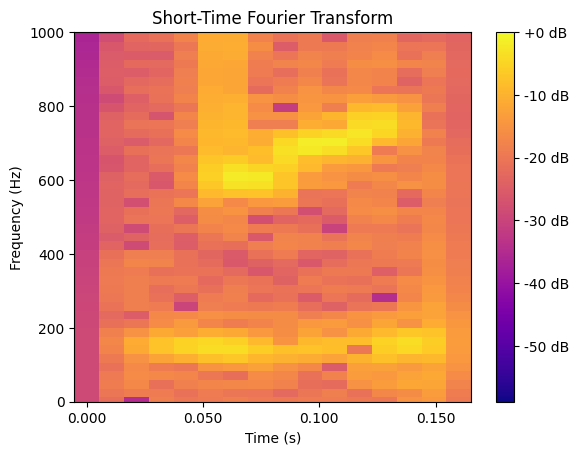 Short-Time Fourier Transform
1000
800
600
400
200
0
Frequency (Hz)
0.000
0.050
0.100
0.150
Time (s)
+0 dB
-10 dB
-20 dB
-30 dB
-40 dB
-50 dB